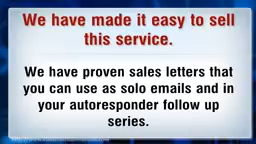 We have made it easy to sell
this service.
We have proven sales letters that
you can use as solo emails and in
your autoresponder follow up
series.